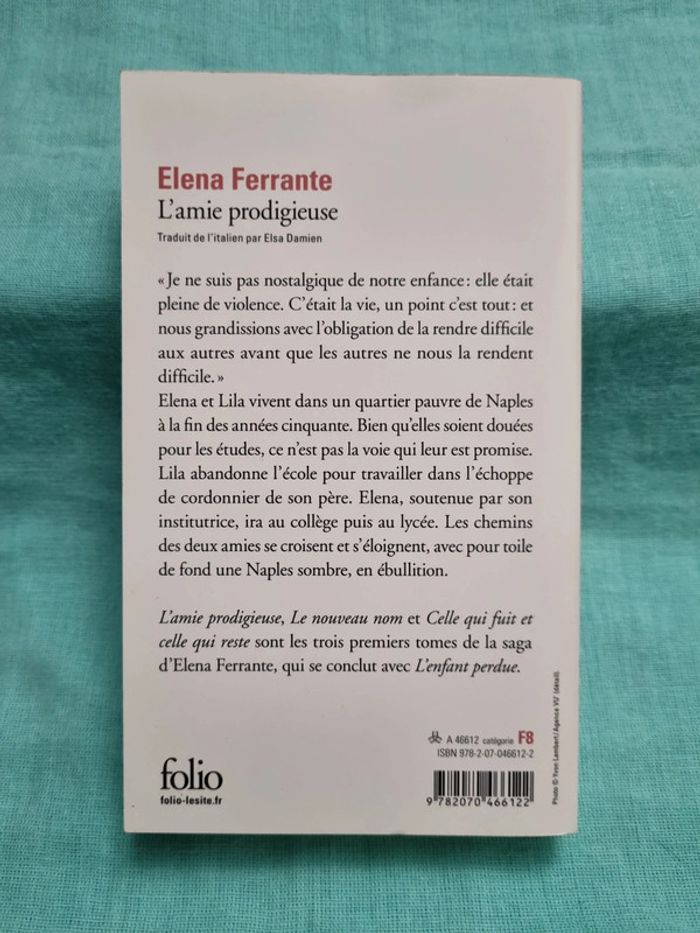 Elena Ferrante
L'amie prodigieuse
Traduit de l'italien par Elsa Damien
« Je ne suis pas nostalgique de notre enfance : elle était
pleine de violence. C'était la vie, un point c'est tout : et
nous grandissions avec l'obligation de la rendre difficile
aux autres avant que les autres ne nous la rendent
difficile. »
Elena et Lila vivent dans un quartier pauvre de Naples
à la fin des années cinquante. Bien qu'elles soient douées
pour les études, ce n'est pas la voie qui leur est promise.
Lila abandonne l'école pour travailler dans l'échoppe
de cordonnier de son père. Elena, soutenue par son
institutrice, ira au collège puis au lycée. Les chemins
des deux amies se croisent et s'éloignent, avec pour toile
de fond une Naples sombre, en ébullition.
L'amie prodigieuse, Le nouveau nom et Celle qui fuit et
celle qui reste sont les trois premiers tomes de la saga
d'Elena Ferrante, qui se conclut avec L'enfant perdue.
A 46612 catégorie F8
ISBN 978-2-07-046612-2
folio
folio-lesite.fr
9 782070 466122
Photo © Yvon Lambert / Agence VU' (détail).